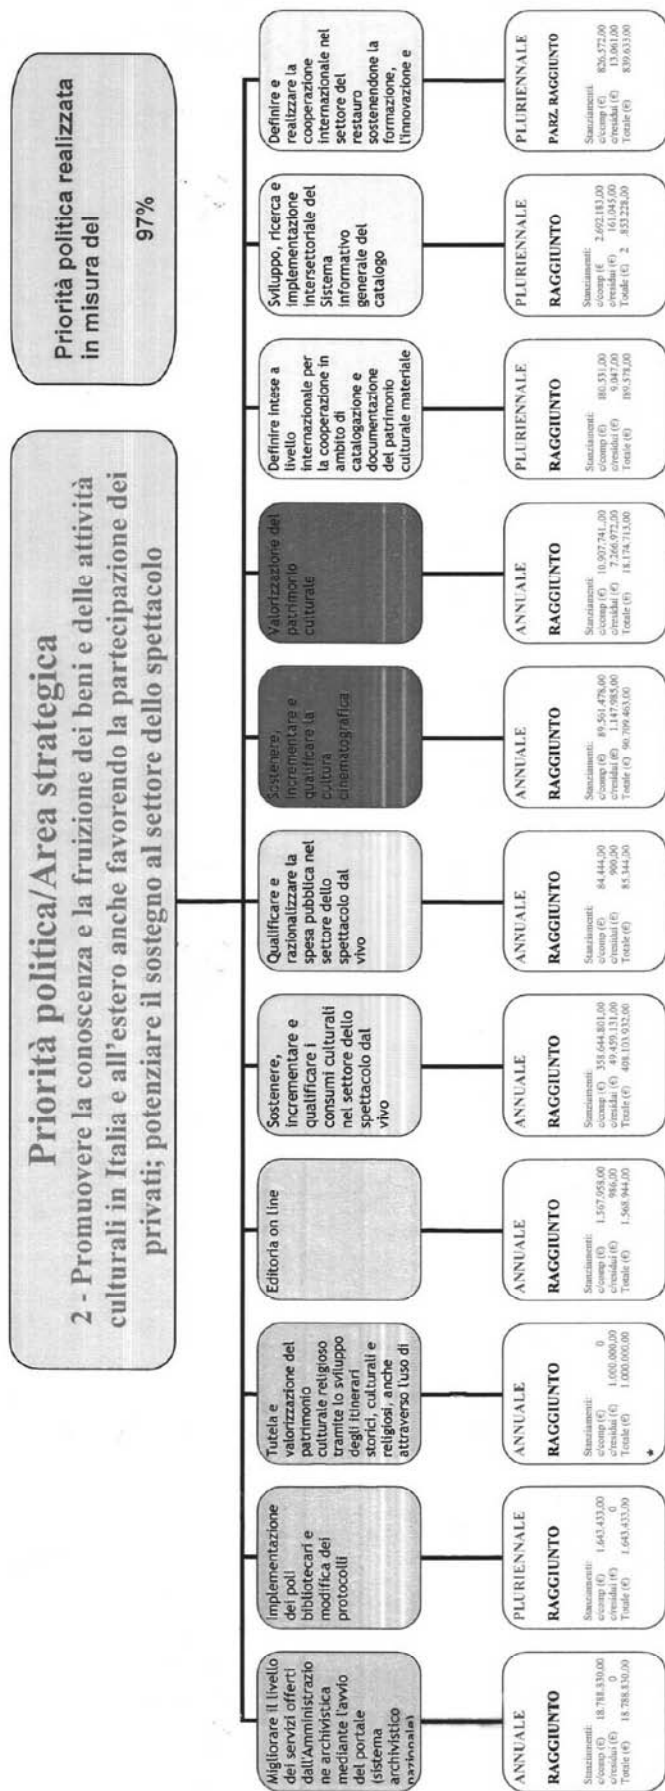 Priorità politica/Area strategica
2 - Promuovere la conoscenza e la fruizione dei beni e delle attività
culturali in Italia e all'estero anche favorendo la partecipazione dei
privati; potenziare il sostegno al settore dello spettacolo
Priorità politica realizzata
in misura del
97%
Migliorare il livello
dei servizi offerti
dall'Amministrazio
ne archivistica
mediante l'avvio
del portale
(sistema
archivistico
nazionale)
Implementazione
dei poli
bibliotecari e
modifica dei
protocolli
Tutela e
valorizzazione del
patrimonio
culturale religioso
tramite lo sviluppo
degli itinerari
storici, culturali e
religiosi, anche
attraverso l'uso di
Editoria on line
Sostenere,
incrementare e
qualificare i
consumi culturali
nel settore dello
spettacolo dal
vivo
Qualificare e
razionalizzare la
spesa pubblica nel
settore dello
spettacolo dal
vivo
Sostenere,
incrementare e
qualificare la
cultura
cinematografica
Valorizzazione del
patrimonio
culturale
Definire intese a
livello
internazionale per
la cooperazione in
ambito di
catalogazione e
documentazione
del patrimonio
culturale materiale
Sviluppo, ricerca e
implementazione
intersettoriale del
Sistema
informativo
generale del
catalogo
Definire e
realizzare la
cooperazione
internazionale nel
settore del
restauro
sostenendone la
formazione,
l'innovazione e
ANNUALE
RAGGIUNTO
Stanziamenti:
c/comp (€) 18.788.830,00
c/residui (€) 0
Totale (€) 18.788.830,00
PLURIENNALE
RAGGIUNTO
Stanziamenti:
c/comp (€) 1.643.433,00
c/residui (€) 0
Totale (€) 1.643.433,00
ANNUALE
RAGGIUNTO
Stanziamenti:
c/comp (€) 0
c/residui (€) 1.000.000,00
Totale (€) 1.000.000,00
*
ANNUALE
RAGGIUNTO
Stanziamenti:
c/comp (€) 1.567.958,00
c/residui (€) 986,00
Totale (€) 1.568.944,00
ANNUALE
RAGGIUNTO
Stanziamenti:
c/comp (€) 358.644.801,00
c/residui (€) 49.459.131,00
Totale (€) 408.103.932,00
ANNUALE
RAGGIUNTO
Stanziamenti:
c/comp (€) 84.444,00
c/residui (€) 900,00
Totale (€) 85.344,00
ANNUALE
RAGGIUNTO
Stanziamenti:
c/comp (€) 89.561.478,00
c/residui (€) 1.147.985,00
Totale (€) 90.709.463,00
ANNUALE
RAGGIUNTO
Stanziamenti:
c/comp (€) 10.907.741,00
c/residui (€) 7.266.972,00
Totale (€) 18.174.713,00
PLURIENNALE
RAGGIUNTO
Stanziamenti:
c/comp (€) 180.531,00
c/residui (€) 9.047,00
Totale (€) 189.578,00
PLURIENNALE
RAGGIUNTO
Stanziamenti:
c/comp (€ 2.692.183,00
c/residui (€) 161.045,00
Totale (€) 2 .853.228,00
PLURIENNALE
PARZ. RAGGIUNTO
Stanziamenti:
c/comp (€) 826.572,00
c/residui (€) 13.061,00
Totale (€) 839.633,00